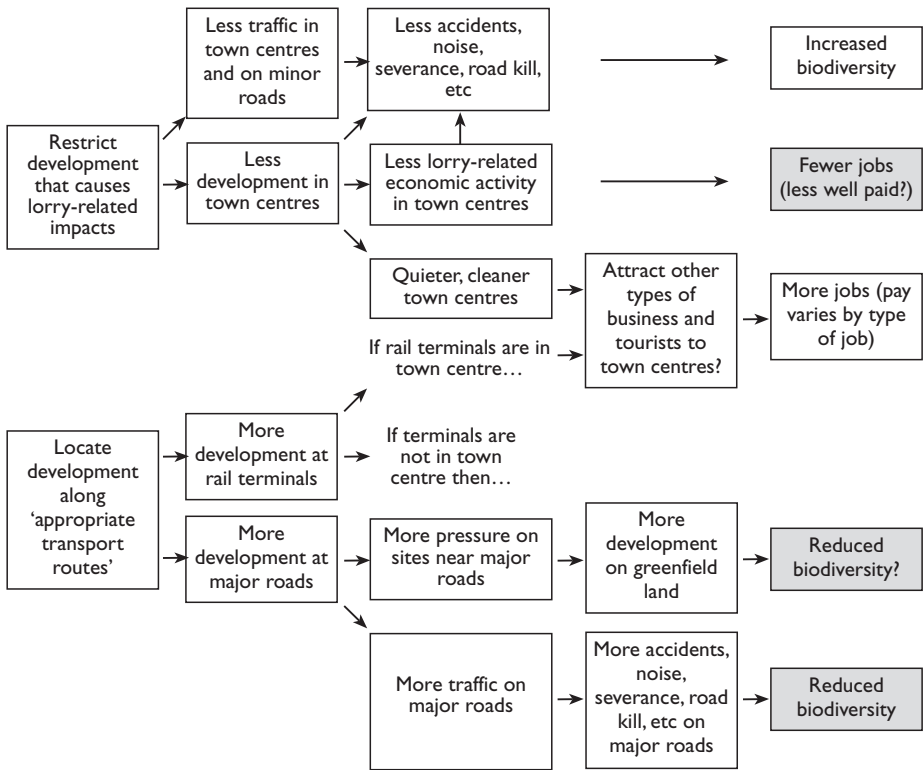 Less traffic in
town centres
and on minor
roads
Less accidents,
noise,
severance, road kill,
etc
Increased
biodiversity
Restrict
development
that causes
lorry-related
impacts
Less
development in
town centres
Less lorry-related
economic activity
in town centres
Fewer jobs
(less well paid?)
Quieter, cleaner
town centres
Attract other
types of
business and
tourists to
town centres?
More jobs (pay
varies by type
of job)
If rail terminals are in
town centre…
Locate
development
along
‘appropriate
transport
routes’
More
development at
rail terminals
If terminals are
not in town
centre then…
More
development at
major roads
More pressure on
sites near major
roads
More
development
on greenfield
land
Reduced
biodiversity?
More traffic on
major roads
More accidents,
noise,
severance, road
kill, etc on
major roads
Reduced
biodiversity